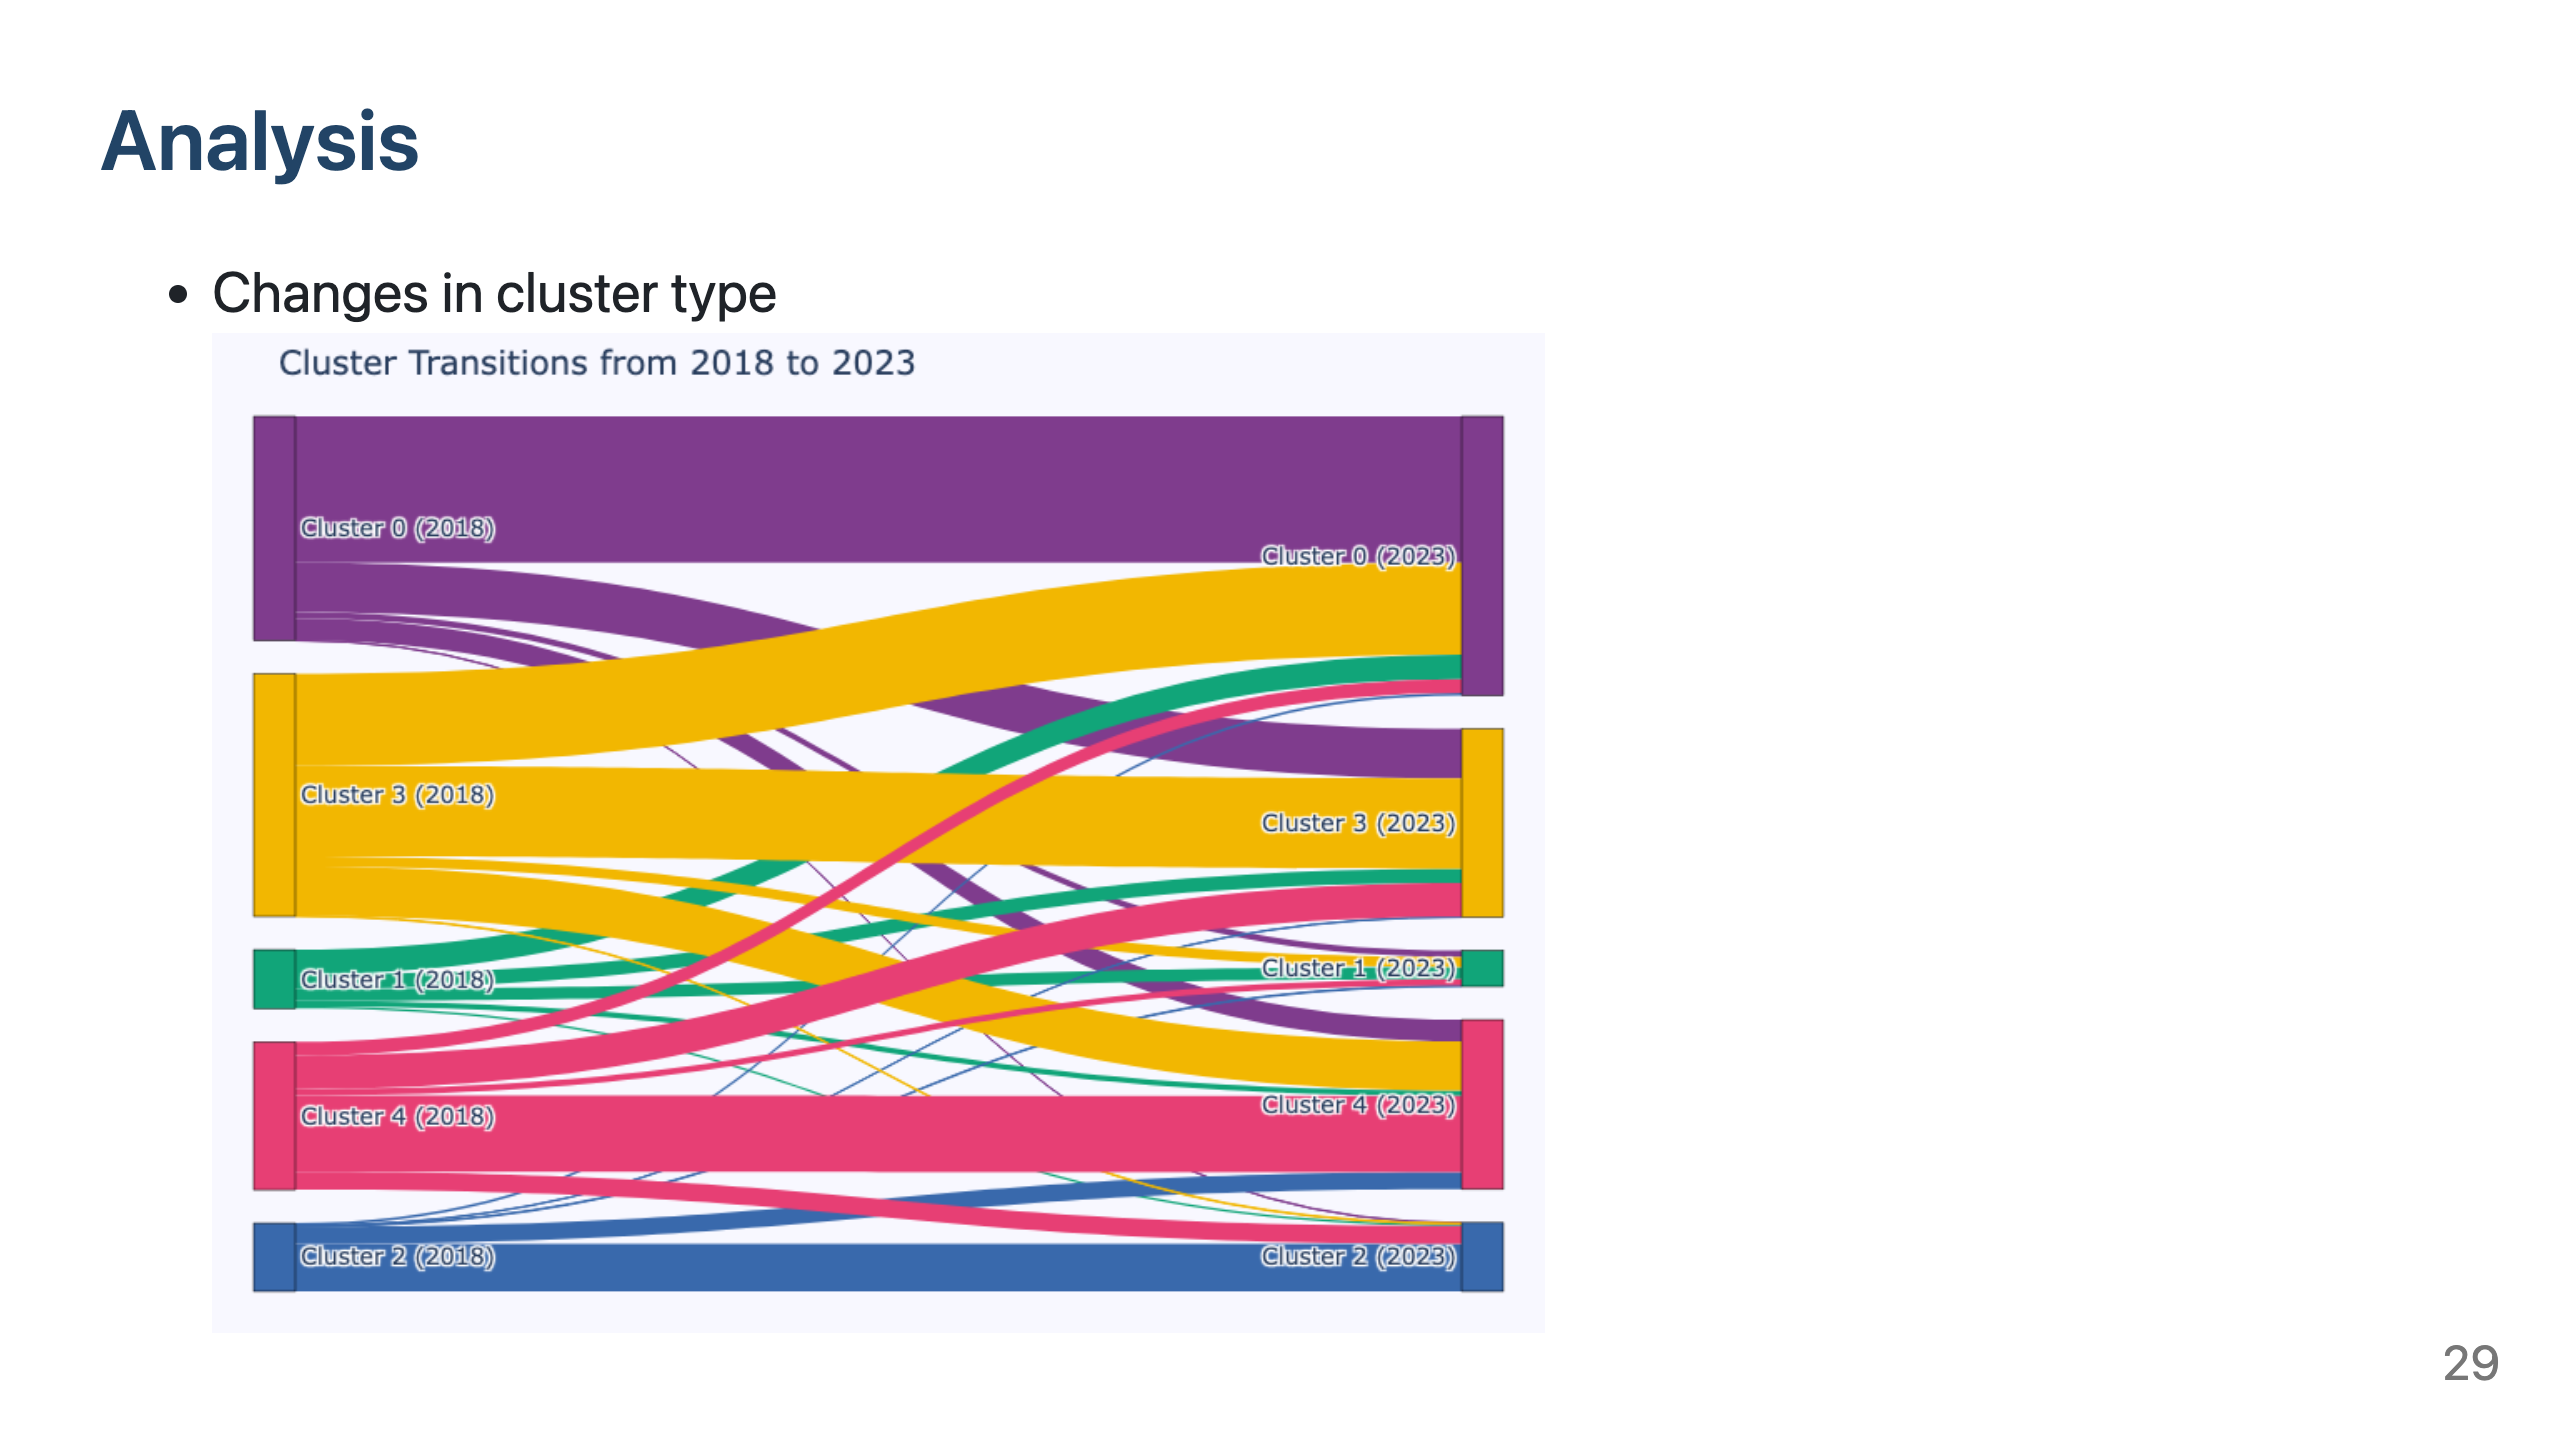 Analysis
• Changes in cluster type
Cluster Transitions from 2018 to 2023
Cluster 0 (2018)
Cluster 0 (2023)
Cluster 3 (2018)
Cluster 3 (2023)
Cluster 1 (2018)
Cluster 1 (2023)
Cluster 4 (2018)
Cluster 4 (2023)
Cluster 2 (2018)
Cluster 2 (2023)
29